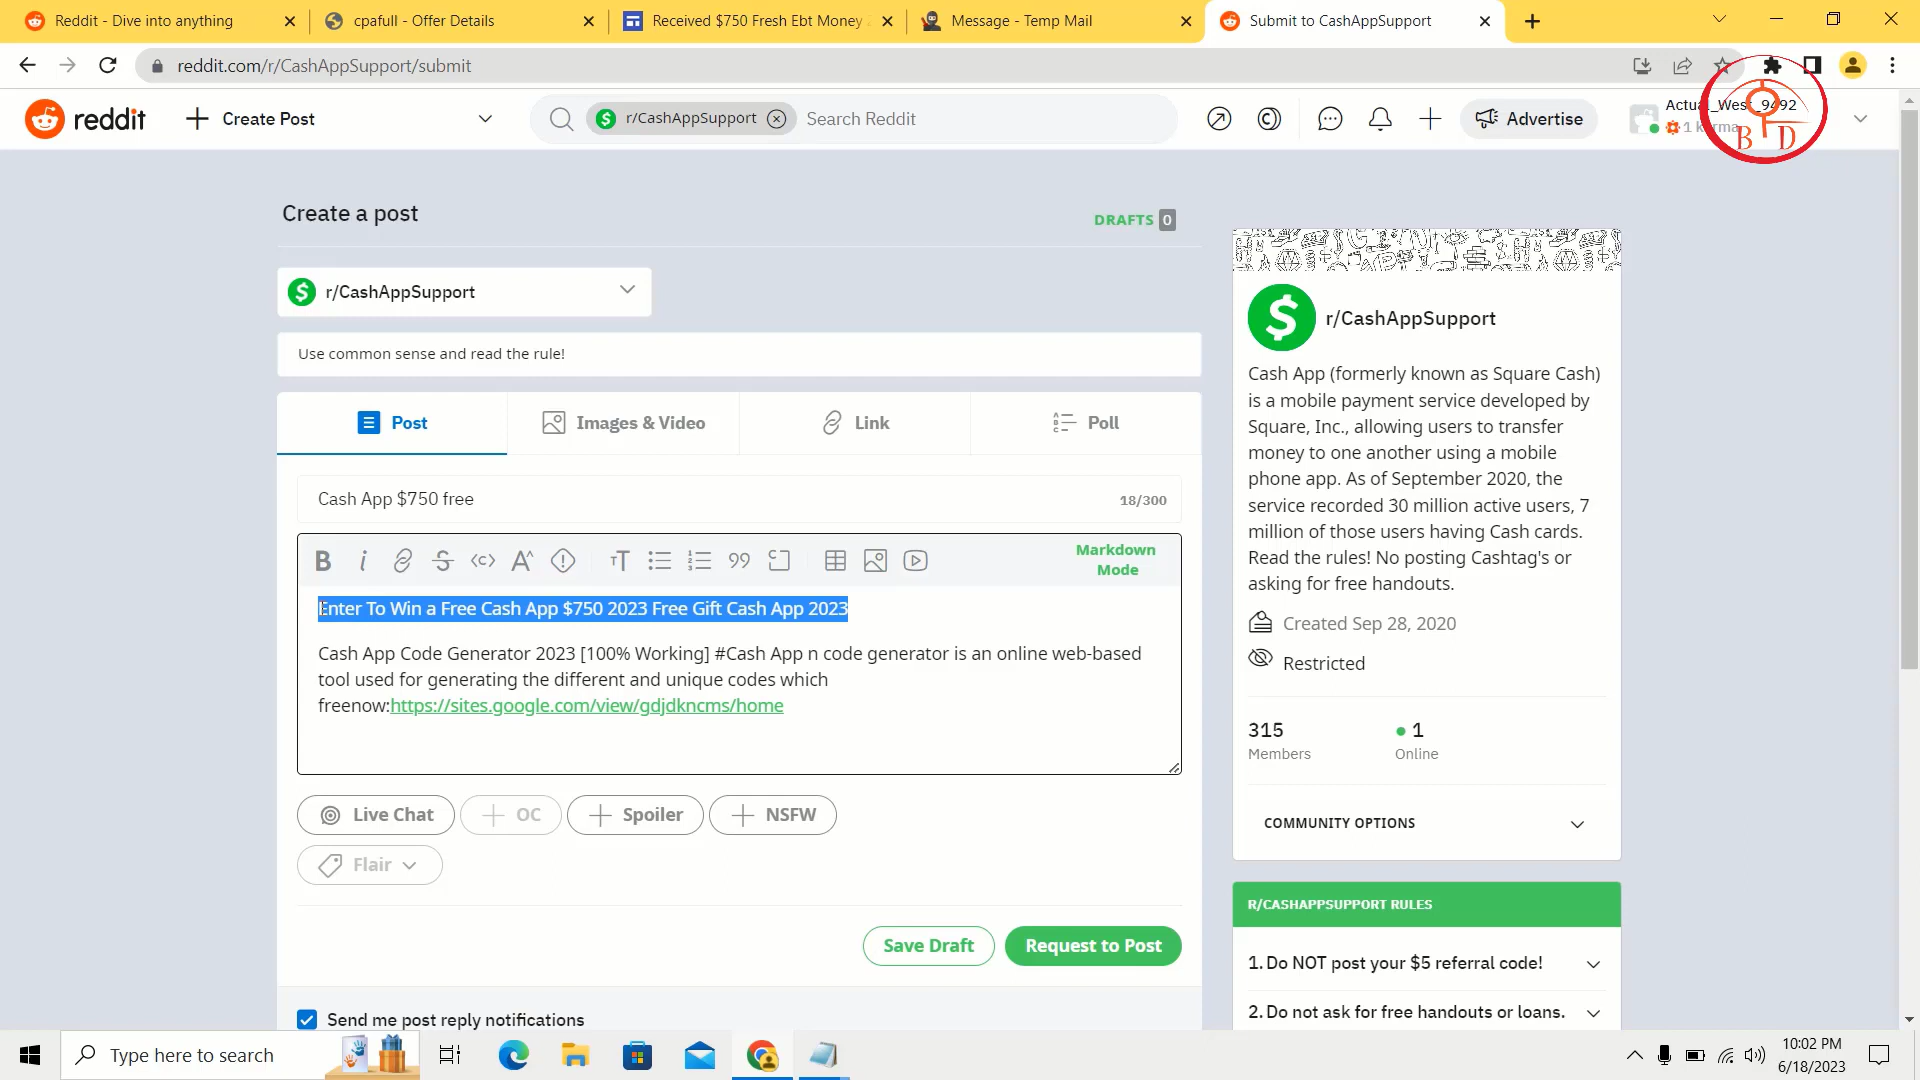 Reddit - Dive into anything
cpafull - Offer Details
Received $750 Fresh Ebt Money
Message - Temp Mail
Submit to CashAppSupport
reddit.com/r/CashAppSupport/submit
reddit
Create Post
r/CashAppSupport
Search Reddit
Advertise
Actual_West_9492
1 karma
B D
Create a post
DRAFTS 0
r/CashAppSupport
Use common sense and read the rule!
Post
Images & Video
Link
Poll
Cash App $750 free
18/300
Markdown
Mode
Enter To Win a Free Cash App $750 2023 Free Gift Cash App 2023
Cash App Code Generator 2023 [100% Working] #Cash App n code generator is an online web-based
tool used for generating the different and unique codes which
freenow:https://sites.google.com/view/gdjdkncms/home
Live Chat
OC
Spoiler
NSFW
Flair
Save Draft
Request to Post
Send me post reply notifications
r/CashAppSupport
Cash App (formerly known as Square Cash)
is a mobile payment service developed by
Square, Inc., allowing users to transfer
money to one another using a mobile
phone app. As of September 2020, the
service recorded 30 million active users, 7
million of those users having Cash cards.
Read the rules! No posting Cashtag's or
asking for free handouts.
Created Sep 28, 2020
Restricted
315
Members
1
Online
COMMUNITY OPTIONS
R/CASHAPPSUPPORT RULES
1. Do NOT post your $5 referral code!
2. Do not ask for free handouts or loans.
Type here to search
10:02 PM
6/18/2023